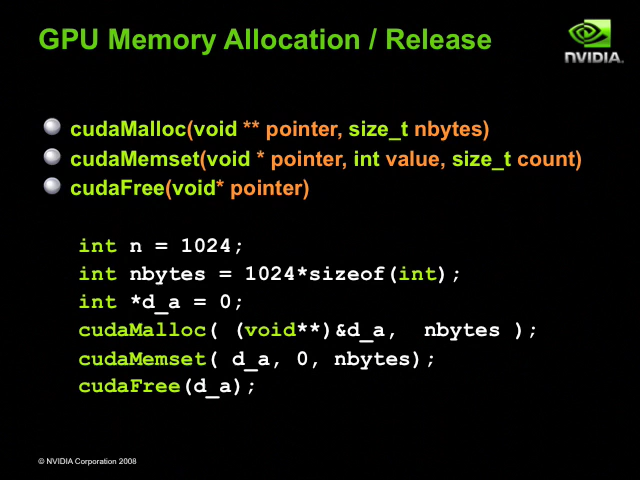 GPU Memory Allocation / Release
NVIDIA.
cudaMalloc(void ** pointer, size_t nbytes)
cudaMemset(void * pointer, int value, size_t count)
cudaFree(void* pointer)
int n = 1024;
int nbytes = 1024*sizeof(int);
int *d_a = 0;
cudaMalloc( (void**)&d_a, nbytes );
cudaMemset( d_a, 0, nbytes);
cudaFree(d_a);
© NVIDIA Corporation 2008